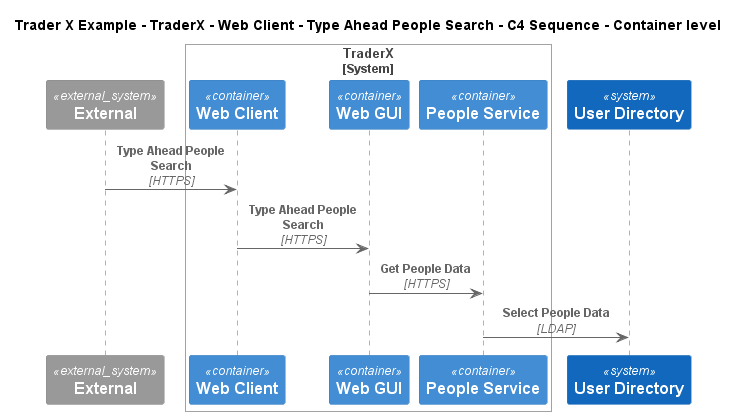 Trader X Example - TraderX - Web Client - Type Ahead People Search - C4 Sequence - Container level
TraderX
[System]
«external_system»
External
«container»
Web Client
«container»
Web GUI
«container»
People Service
«system»
User Directory
Type Ahead People
Search
[HTTPS]
Type Ahead People
Search
[HTTPS]
Get People Data
[HTTPS]
Select People Data
[LDAP]
«external_system»
External
«container»
Web Client
«container»
Web GUI
«container»
People Service
«system»
User Directory